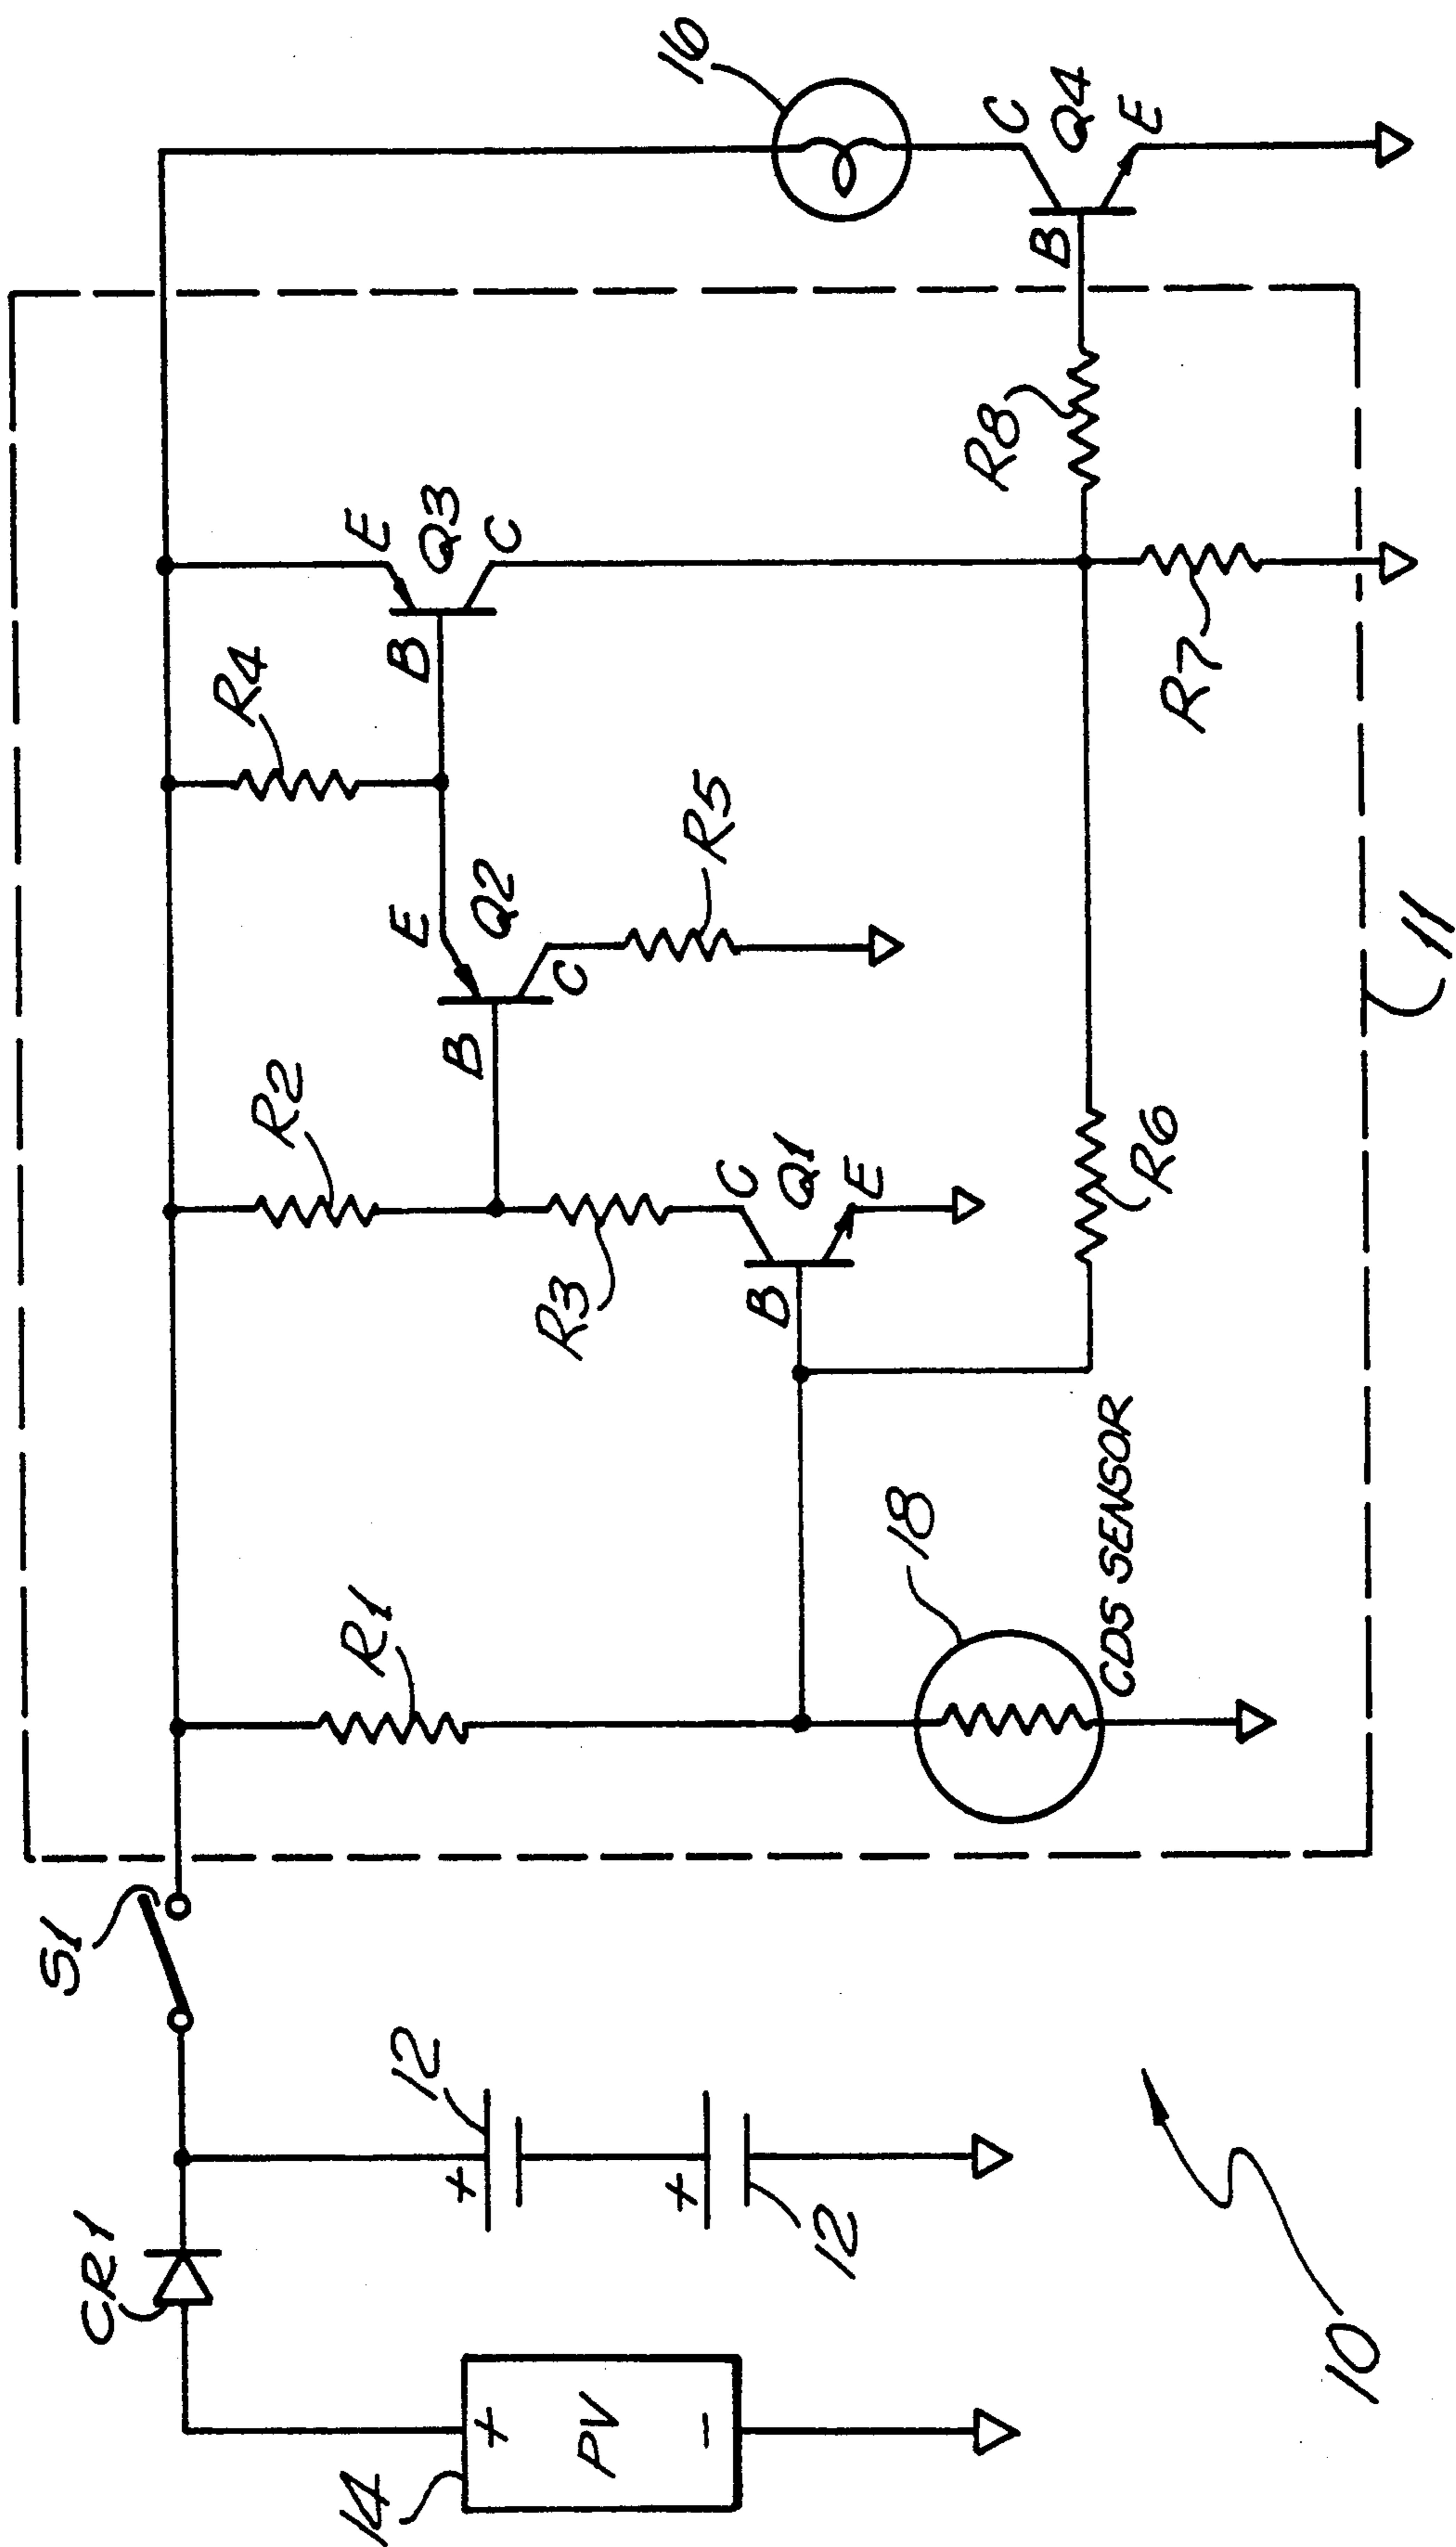 S1
CR1
12
+
+
12
14
+
PV
-
10
R1
18
CDS SENSOR
R2
R3
B
C
Q1
E
R6
B
E
Q2
C
R5
R4
B
E
Q3
C
R7
R8
11
16
B
C
Q4
E